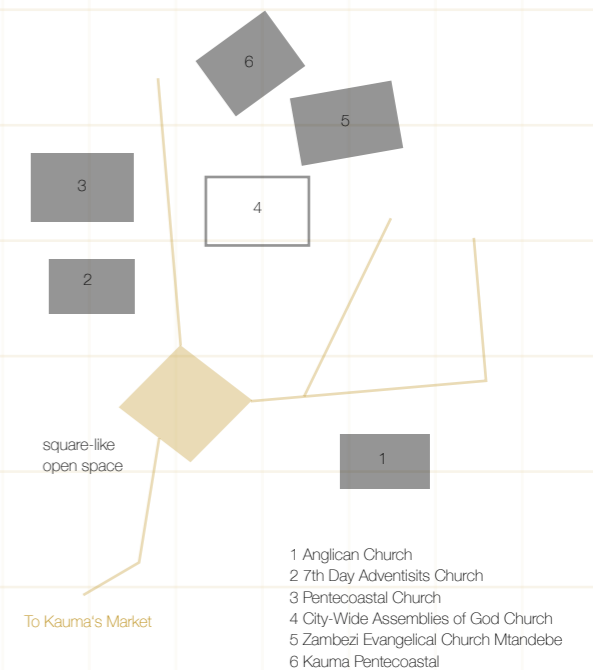 6
5
3
4
2
square-like
open space
1
1 Anglican Church
2 7th Day Adventisits Church
3 Pentecoastal Church
To Kauma's Market
4 City-Wide Assemblies of God Church
5 Zambezi Evangelical Church Mtandebe
6 Kauma Pentecoastal